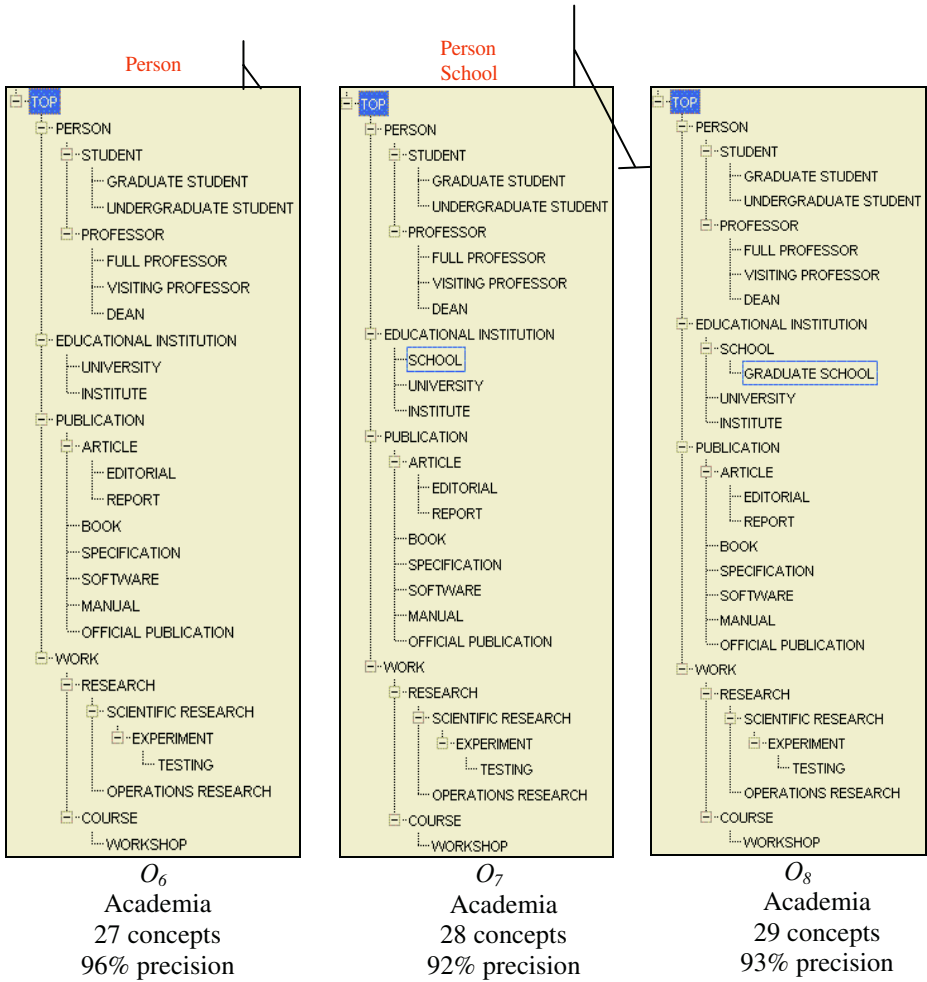 Person
TOP
PERSON
STUDENT
GRADUATE STUDENT
UNDERGRADUATE STUDENT
PROFESSOR
FULL PROFESSOR
VISITING PROFESSOR
DEAN
EDUCATIONAL INSTITUTION
UNIVERSITY
INSTITUTE
PUBLICATION
ARTICLE
EDITORIAL
REPORT
BOOK
SPECIFICATION
SOFTWARE
MANUAL
OFFICIAL PUBLICATION
WORK
RESEARCH
SCIENTIFIC RESEARCH
EXPERIMENT
TESTING
OPERATIONS RESEARCH
COURSE
WORKSHOP
O6
Academia
27 concepts
96% precision
Person
School
TOP
PERSON
STUDENT
GRADUATE STUDENT
UNDERGRADUATE STUDENT
PROFESSOR
FULL PROFESSOR
VISITING PROFESSOR
DEAN
EDUCATIONAL INSTITUTION
SCHOOL
UNIVERSITY
INSTITUTE
PUBLICATION
ARTICLE
EDITORIAL
REPORT
BOOK
SPECIFICATION
SOFTWARE
MANUAL
OFFICIAL PUBLICATION
WORK
RESEARCH
SCIENTIFIC RESEARCH
EXPERIMENT
TESTING
OPERATIONS RESEARCH
COURSE
WORKSHOP
O7
Academia
28 concepts
92% precision
TOP
PERSON
STUDENT
GRADUATE STUDENT
UNDERGRADUATE STUDENT
PROFESSOR
FULL PROFESSOR
VISITING PROFESSOR
DEAN
EDUCATIONAL INSTITUTION
SCHOOL
GRADUATE SCHOOL
UNIVERSITY
INSTITUTE
PUBLICATION
ARTICLE
EDITORIAL
REPORT
BOOK
SPECIFICATION
SOFTWARE
MANUAL
OFFICIAL PUBLICATION
WORK
RESEARCH
SCIENTIFIC RESEARCH
EXPERIMENT
TESTING
OPERATIONS RESEARCH
COURSE
WORKSHOP
O8
Academia
29 concepts
93% precision